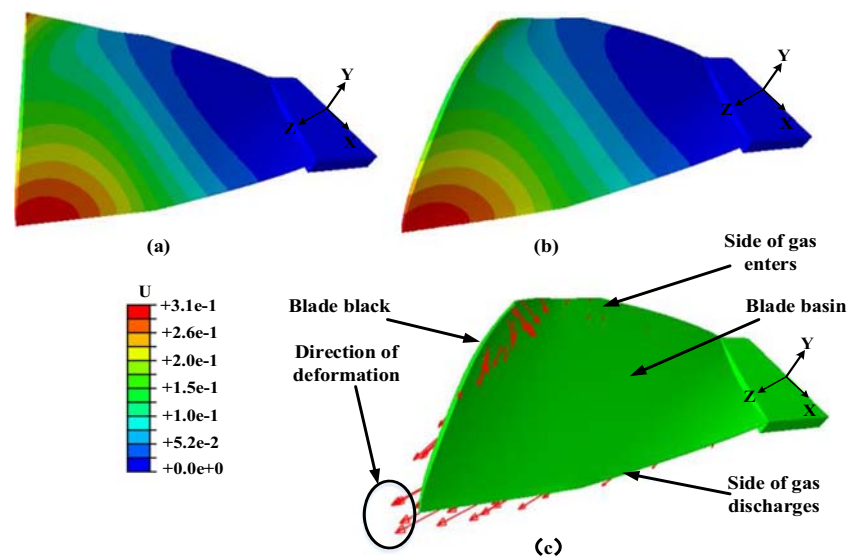 Y
Z
X
(a)
Y
Z
X
(b)
U
+3.1e-1
+2.6e-1
+2.0e-1
+1.5e-1
+1.0e-1
+5.2e-2
+0.0e+0
Blade black
Direction of
deformation
Side of gas
enters
Blade basin
Y
Z
X
Side of gas
discharges
(c)